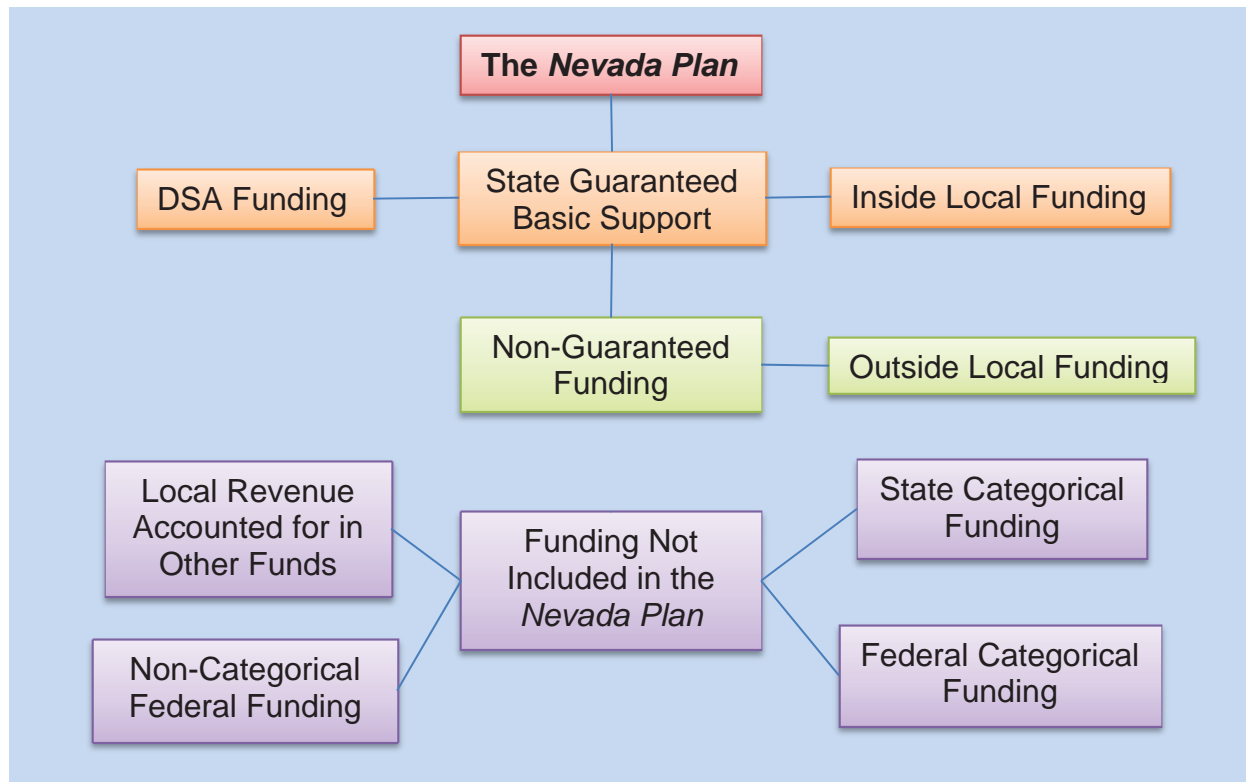 The Nevada Plan
DSA Funding
State Guaranteed
Basic Support
Inside Local Funding
Non-Guaranteed
Funding
Outside Local Funding
Local Revenue
Accounted for in
Other Funds
Funding Not
Included in the
Nevada Plan
State Categorical
Funding
Non-Categorical
Federal Funding
Federal Categorical
Funding